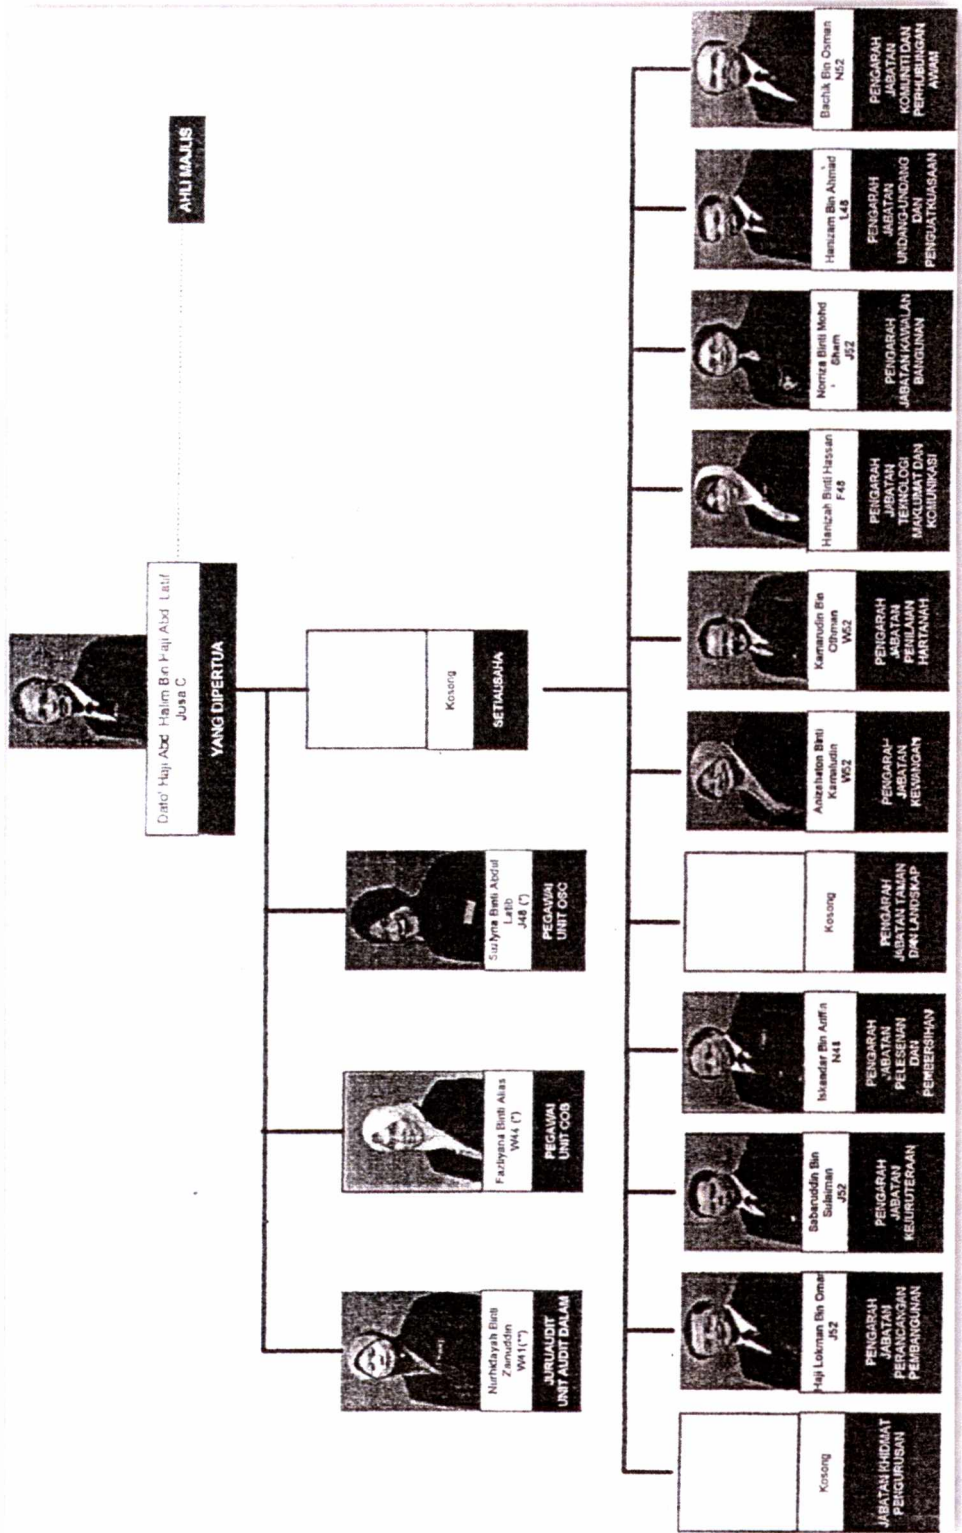 AHLI MAJLIS
Dato' Haji Abd Halim Bin Haji Abd Latif
Jusa C
YANG DIPERTUA
Kosong
SETIAUSAHA
Nurhidayah Binti
Zainuddin
W41(**)
JURUAUDIT
UNIT AUDIT DALAM
Fazliyana Binti Alias
W44 (*)
PEGAWAI
UNIT COB
Binti Abdul
Latib
J48 (*)
PEGAWAI
UNIT OSC
Kosong
JABATAN KHIDMAT
PENGURUSAN
Haji Lokman Bin Omar
J52
PENGARAH
JABATAN
PERANCANGAN
PEMBANGUNAN
Sabaruddin Bin
Sulaiman
J52
PENGARAH
JABATAN
KEJURUTERAAN
Iskandar Bin Ariffin
N48
PENGARAH
JABATAN
PELESENAN
DAN
PEMBERSIHAN
Kosong
PENGARAH
JABATAN TAMAN
DAN LANDSKAP
Anizahaton Binti
Kamaludin
W52
PENGARAH
JABATAN
KEWANGAN
Kamarudin Bin
Othman
W52
PENGARAH
JABATAN
PENILAIAN
HARTANAH
Hanizah Binti Hassan
F48
PENGARAH
JABATAN
TEKNOLOGI
MAKLUMAT DAN
KOMUNIKASI
Norriza Binti Mohd
Sham
J52
PENGARAH
JABATAN KAWALAN
BANGUNAN
Hanizam Bin Ahmad
L48
PENGARAH
JABATAN
UNDANG-UNDANG
DAN
PENGUATKUASAAN
Bachik Bin Osman
N52
PENGARAH
JABATAN
KOMUNITI DAN
PERHUBUNGAN
AWAM